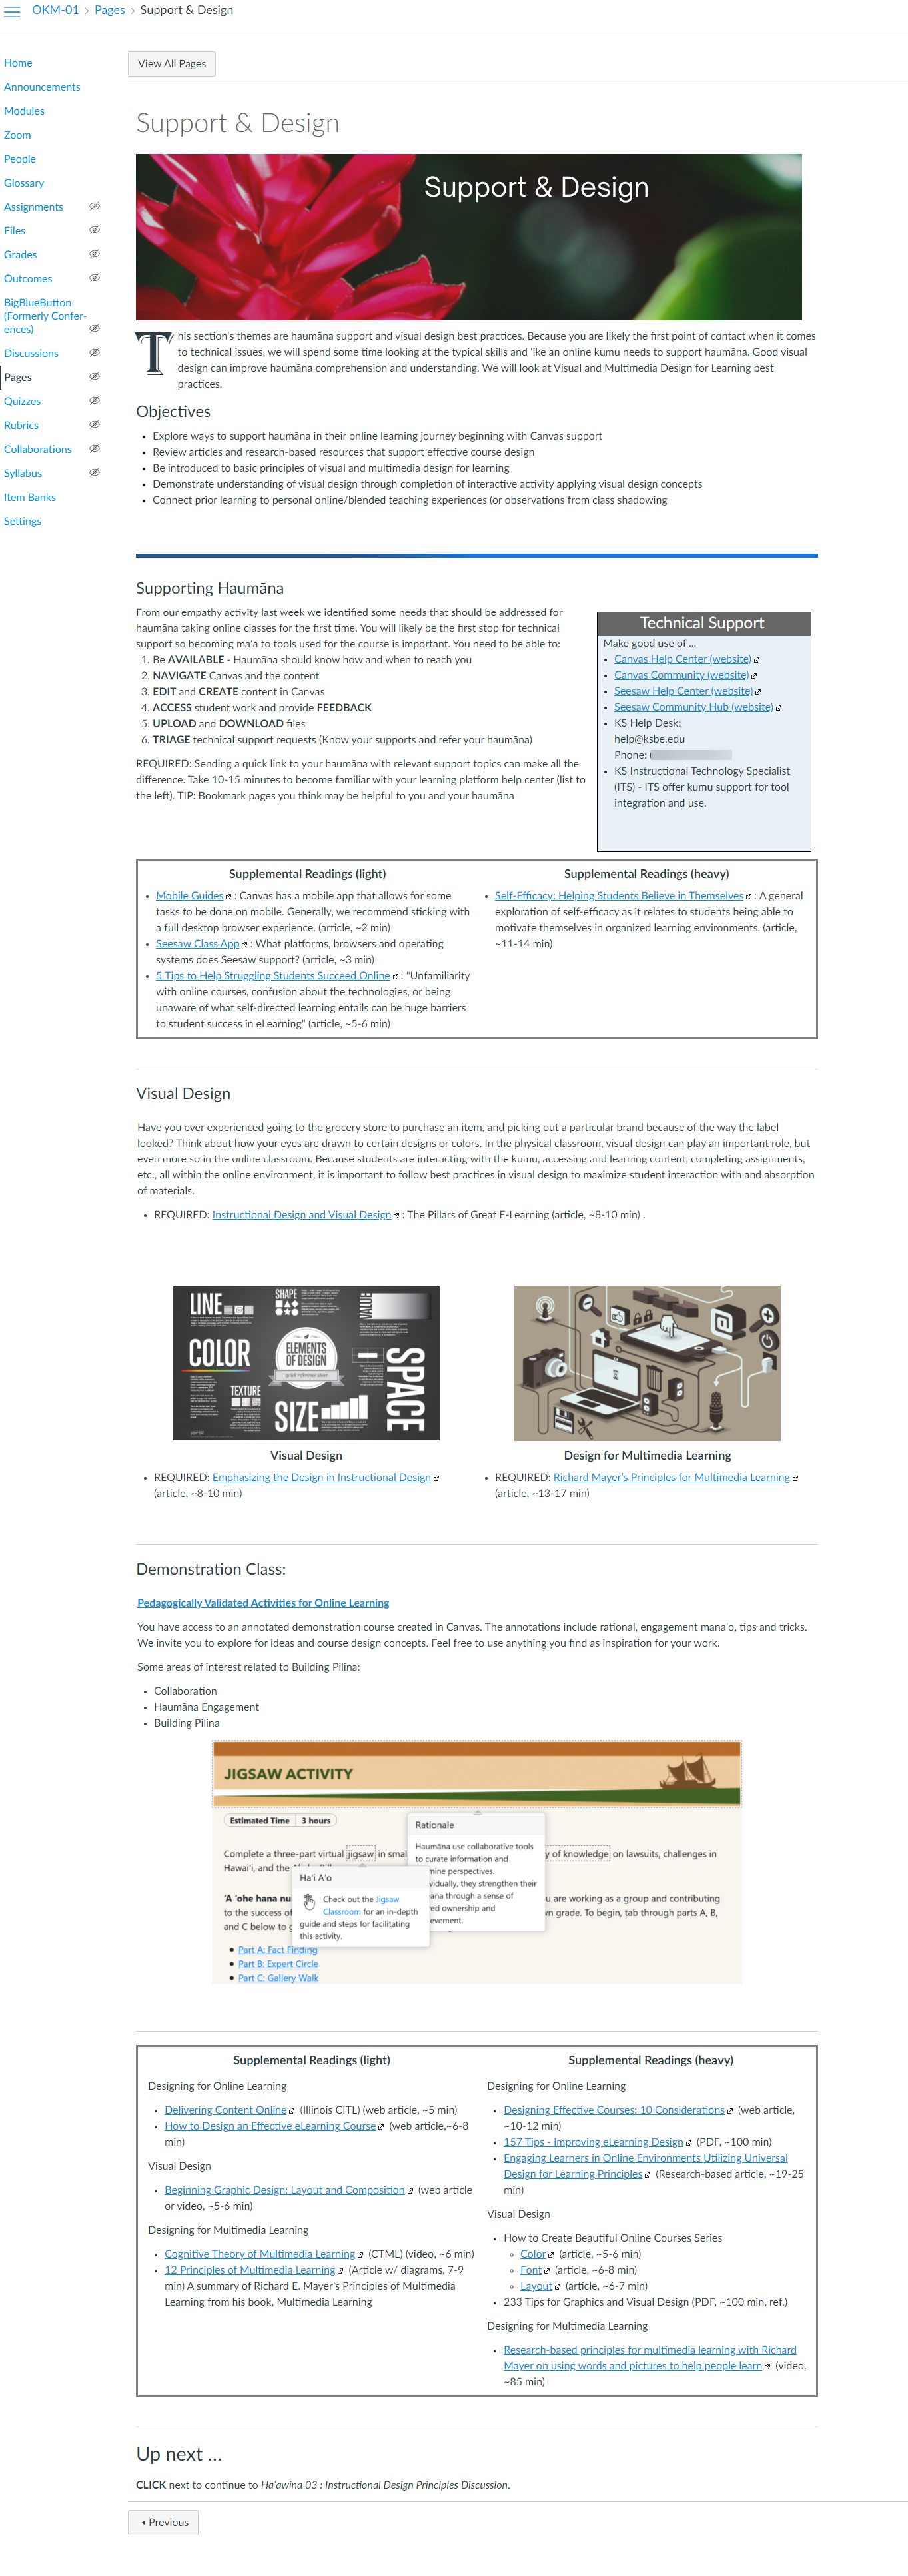 OKM-01 › Pages › Support & Design
Home
Announcements
Modules
Zoom
People
Glossary
Assignments
Files
Grades
Outcomes
BigBlueButton
(Formerly Confer-
ences)
Discussions
Pages
Quizzes
Rubrics
Collaborations
Syllabus
Item Banks
Settings
View All Pages
Support & Design
Support & Design
This section's themes are haumāna support and visual design best practices. Because you are likely the first point of contact when it comes
to technical issues, we will spend some time looking at the typical skills and 'ike an online kumu needs to support haumāna. Good visual
design can improve haumāna comprehension and understanding. We will look at Visual and Multimedia Design for Learning best
practices.
Objectives
• Explore ways to support haumāna in their online learning journey beginning with Canvas support
• Review articles and research-based resources that support effective course design
• Be introduced to basic principles of visual and multimedia design for learning
• Demonstrate understanding of visual design through completion of interactive activity applying visual design concepts
• Connect prior learning to personal online/blended teaching experiences (or observations from class shadowing
Supporting Haumāna
From our empathy activity last week we identified some needs that should be addressed for
haumāna taking online classes for the first time. You will likely be the first stop for technical
support so becoming ma'a to tools used for the course is important. You need to be able to:
1. Be AVAILABLE - Haumāna should know how and when to reach you
2. NAVIGATE Canvas and the content
3. EDIT and CREATE content in Canvas
4. ACCESS student work and provide FEEDBACK
5. UPLOAD and DOWNLOAD files
6. TRIAGE technical support requests (Know your supports and refer your haumāna)
REQUIRED: Sending a quick link to your haumāna with relevant support topics can make all the
difference. Take 10-15 minutes to become familiar with your learning platform help center (list to
the left). TIP: Bookmark pages you think may be helpful to you and your haumāna
Technical Support
Make good use of ...
• Canvas Help Center (website)
• Canvas Community (website)
• Seesaw Help Center (website)
• Seesaw Community Hub (website)
• KS Help Desk:
help@ksbe.edu
Phone:
• KS Instructional Technology Specialist
(ITS) - ITS offer kumu support for tool
integration and use.
Supplemental Readings (light)
• Mobile Guides : Canvas has a mobile app that allows for some
tasks to be done on mobile. Generally, we recommend sticking with
a full desktop browser experience. (article, ~2 min)
• Seesaw Class App : What platforms, browsers and operating
systems does Seesaw support? (article, ~3 min)
• 5 Tips to Help Struggling Students Succeed Online : "Unfamiliarity
with online courses, confusion about the technologies, or being
unaware of what self-directed learning entails can be huge barriers
to student success in eLearning" (article, ~5-6 min)
Supplemental Readings (heavy)
• Self-Efficacy: Helping Students Believe in Themselves : A general
exploration of self-efficacy as it relates to students being able to
motivate themselves in organized learning environments. (article,
~11-14 min)
Visual Design
Have you ever experienced going to the grocery store to purchase an item, and picking out a particular brand because of the way the label
looked? Think about how your eyes are drawn to certain designs or colors. In the physical classroom, visual design can play an important role, but
even more so in the online classroom. Because students are interacting with the kumu, accessing and learning content, completing assignments,
etc., all within the online environment, it is important to follow best practices in visual design to maximize student interaction with and absorption
of materials.
• REQUIRED: Instructional Design and Visual Design : The Pillars of Great E-Learning (article, ~8-10 min) .
LINE
SHAPE
VALUE
COLOR
ELEMENTS
OF DESIGN
quick reference sheet
TEXTURE
SIZE
SPACE
Visual Design
• REQUIRED: Emphasizing the Design in Instructional Design
(article, ~8-10 min)
Design for Multimedia Learning
• REQUIRED: Richard Mayer's Principles for Multimedia Learning
(article, ~13-17 min)
Demonstration Class:
Pedagogically Validated Activities for Online Learning
You have access to an annotated demonstration course created in Canvas. The annotations include rational, engagement mana'o, tips and tricks.
We invite you to explore for ideas and course design concepts. Feel free to use anything you find as inspiration for your work.
Some areas of interest related to Building Pilina:
• Collaboration
• Haumāna Engagement
• Building Pilina
JIGSAW ACTIVITY
Estimated Time 3 hours
Complete a three-part virtual jigsaw in smal
y of knowledge on lawsuits, challenges in
Hawai'i, and the
'A 'ohe hana nu
u are working as a group and contributing
to the success of
vn grade. To begin, tab through parts A, B,
and C below to g
Rationale
Haumāna use collaborative tools
to curate information and
mine perspectives.
vidually, they strengthen their
iana through a sense of
red ownership and
evement.
Ha'i A'o
Check out the Jigsaw
Classroom for an in-depth
guide and steps for facilitating
this activity.
• Part A: Fact Finding
• Part B: Expert Circle
• Part C: Gallery Walk
Supplemental Readings (light)
Designing for Online Learning
• Delivering Content Online (Illinois CITL) (web article, ~5 min)
• How to Design an Effective eLearning Course (web article,~6-8
min)
Visual Design
• Beginning Graphic Design: Layout and Composition (web article
or video, ~5-6 min)
Designing for Multimedia Learning
• Cognitive Theory of Multimedia Learning (CTML) (video, ~6 min)
• 12 Principles of Multimedia Learning (Article w/ diagrams, 7-9
min) A summary of Richard E. Mayer's Principles of Multimedia
Learning from his book, Multimedia Learning
Supplemental Readings (heavy)
Designing for Online Learning
• Designing Effective Courses: 10 Considerations (web article,
~10-12 min)
• 157 Tips - Improving eLearning Design (PDF, ~100 min)
• Engaging Learners in Online Environments Utilizing Universal
Design for Learning Principles (Research-based article, ~19-25
min)
Visual Design
• How to Create Beautiful Online Courses Series
◦ Color (article, ~5-6 min)
◦ Font (article, ~6-8 min)
◦ Layout (article, ~6-7 min)
• 233 Tips for Graphics and Visual Design (PDF, ~100 min, ref.)
Designing for Multimedia Learning
• Research-based principles for multimedia learning with Richard
Mayer on using words and pictures to help people learn (video,
~85 min)
Up next ...
CLICK next to continue to Ha'awina 03 : Instructional Design Principles Discussion.
◂ Previous